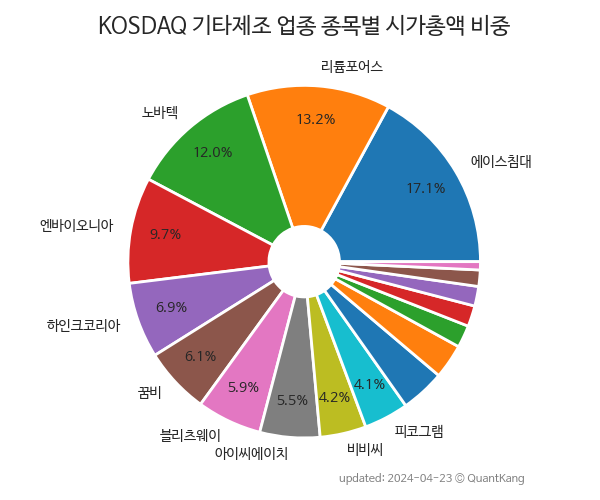 KOSDAQ 기타제조 업종 종목별 시가총액 비중
리튬포어스
13.2%
노바텍
12.0%
에이스침대
17.1%
엔바이오니아
9.7%
하인크코리아
6.9%
꿈비
6.1%
블리츠웨이
5.9%
아이씨에이치
5.5%
비비씨
4.2%
피코그램
4.1%
updated: 2024-04-23 © QuantKang